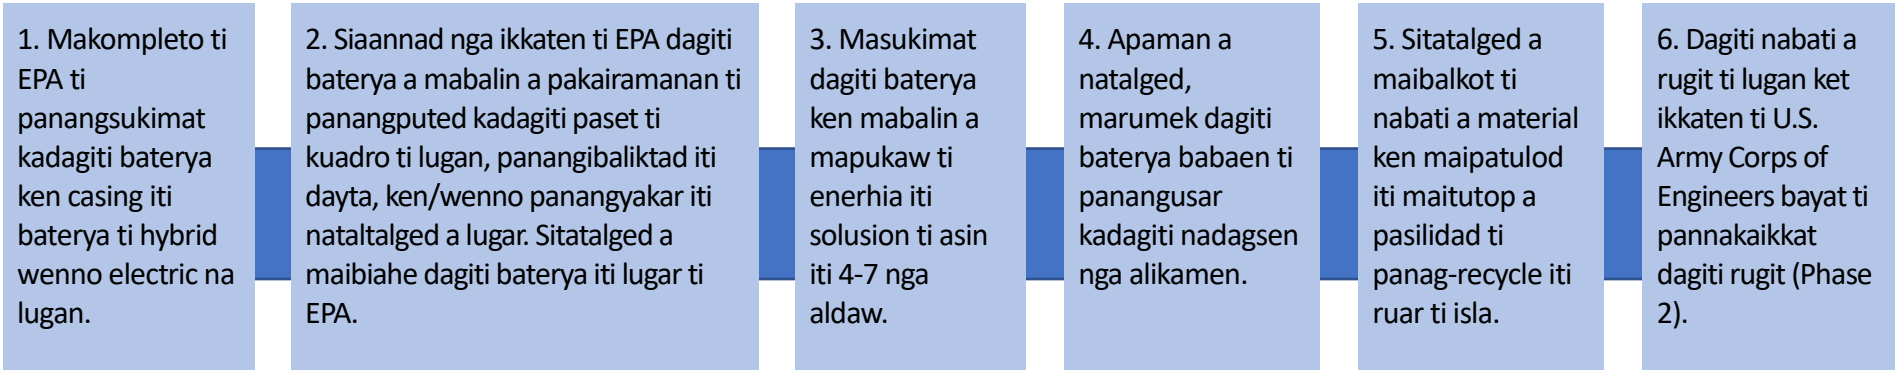 1. Makompleto ti
EPA ti
panangsukimat
kadagiti baterya
ken casing iti
baterya ti hybrid
wenno electric na
lugan.
2. Siaannad nga ikkaten ti EPA dagiti
baterya a mabalin a pakairamanan ti
panangputed kadagiti paset ti
kuadro ti lugan, panangibaliktad iti
dayta, ken/wenno panangyakar iti
nataltalged a lugar. Sitatalged a
maibiahe dagiti baterya iti lugar ti
EPA.
3. Masukimat
dagiti baterya
ken mabalin a
mapukaw ti
enerhia iti
solusion ti asin
iti 4-7 nga
aldaw.
4. Apaman a
natalged,
marumek dagiti
baterya babaen ti
panangusar
kadagiti nadagsen
nga alikamen.
5. Sitatalged a
maibalkot ti
nabati a material
ken maipatulod
iti maitutop a
pasilidad ti
panag-recycle iti
ruar ti isla.
6. Dagiti nabati a
rugit ti lugan ket
ikkaten ti U.S.
Army Corps of
Engineers bayat ti
pannakaikkat
dagiti rugit (Phase
2).